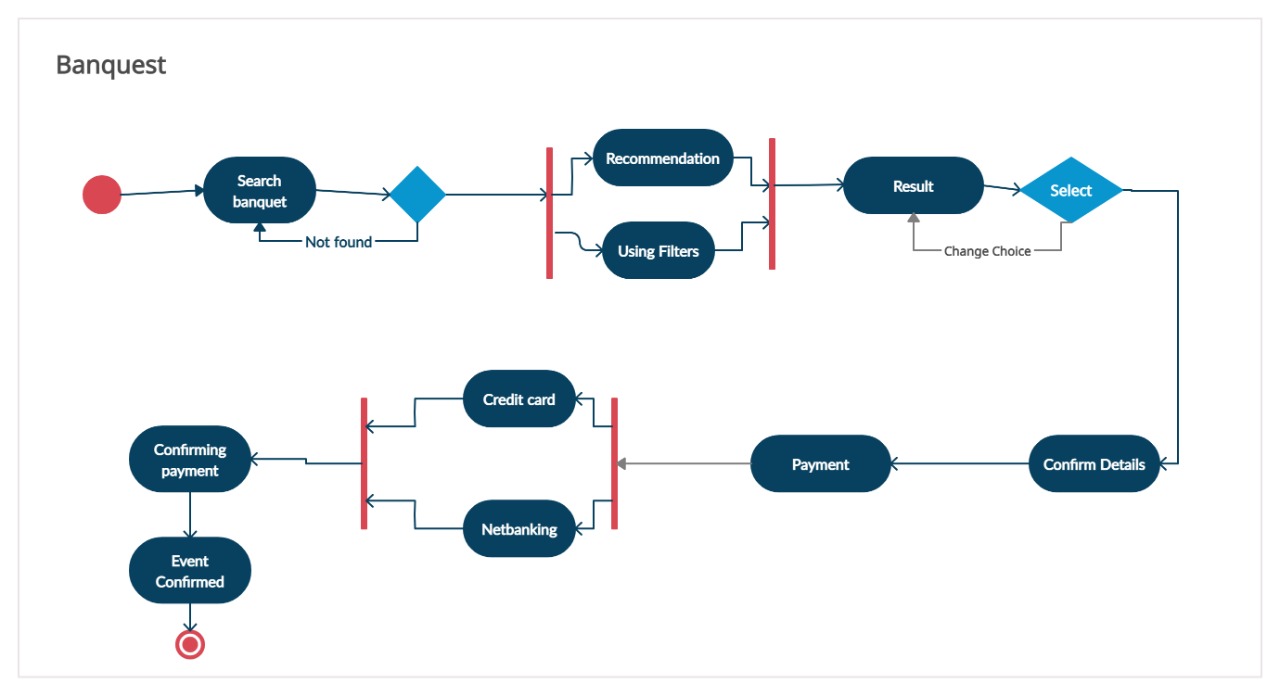 Banquest
Search
banquet
Not found
Recommendation
Using Filters
Result
Select
Change Choice
Confirm Details
Payment
Credit card
Netbanking
Confirming
payment
Event
Confirmed